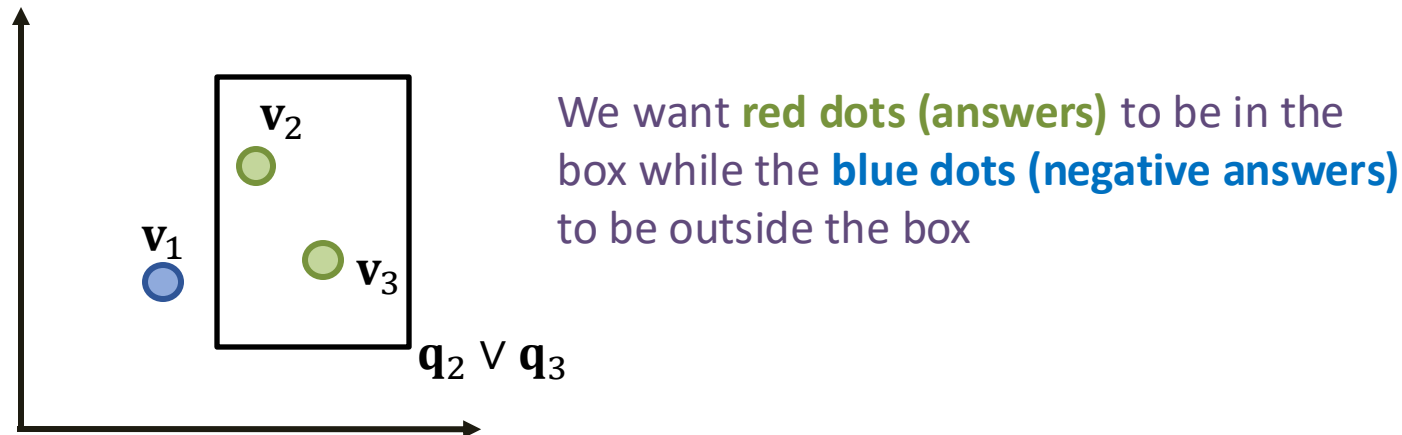 v₂
v₁
v₃
q₂ ∨ q₃
We want red dots (answers) to be in the
box while the blue dots (negative answers)
to be outside the box